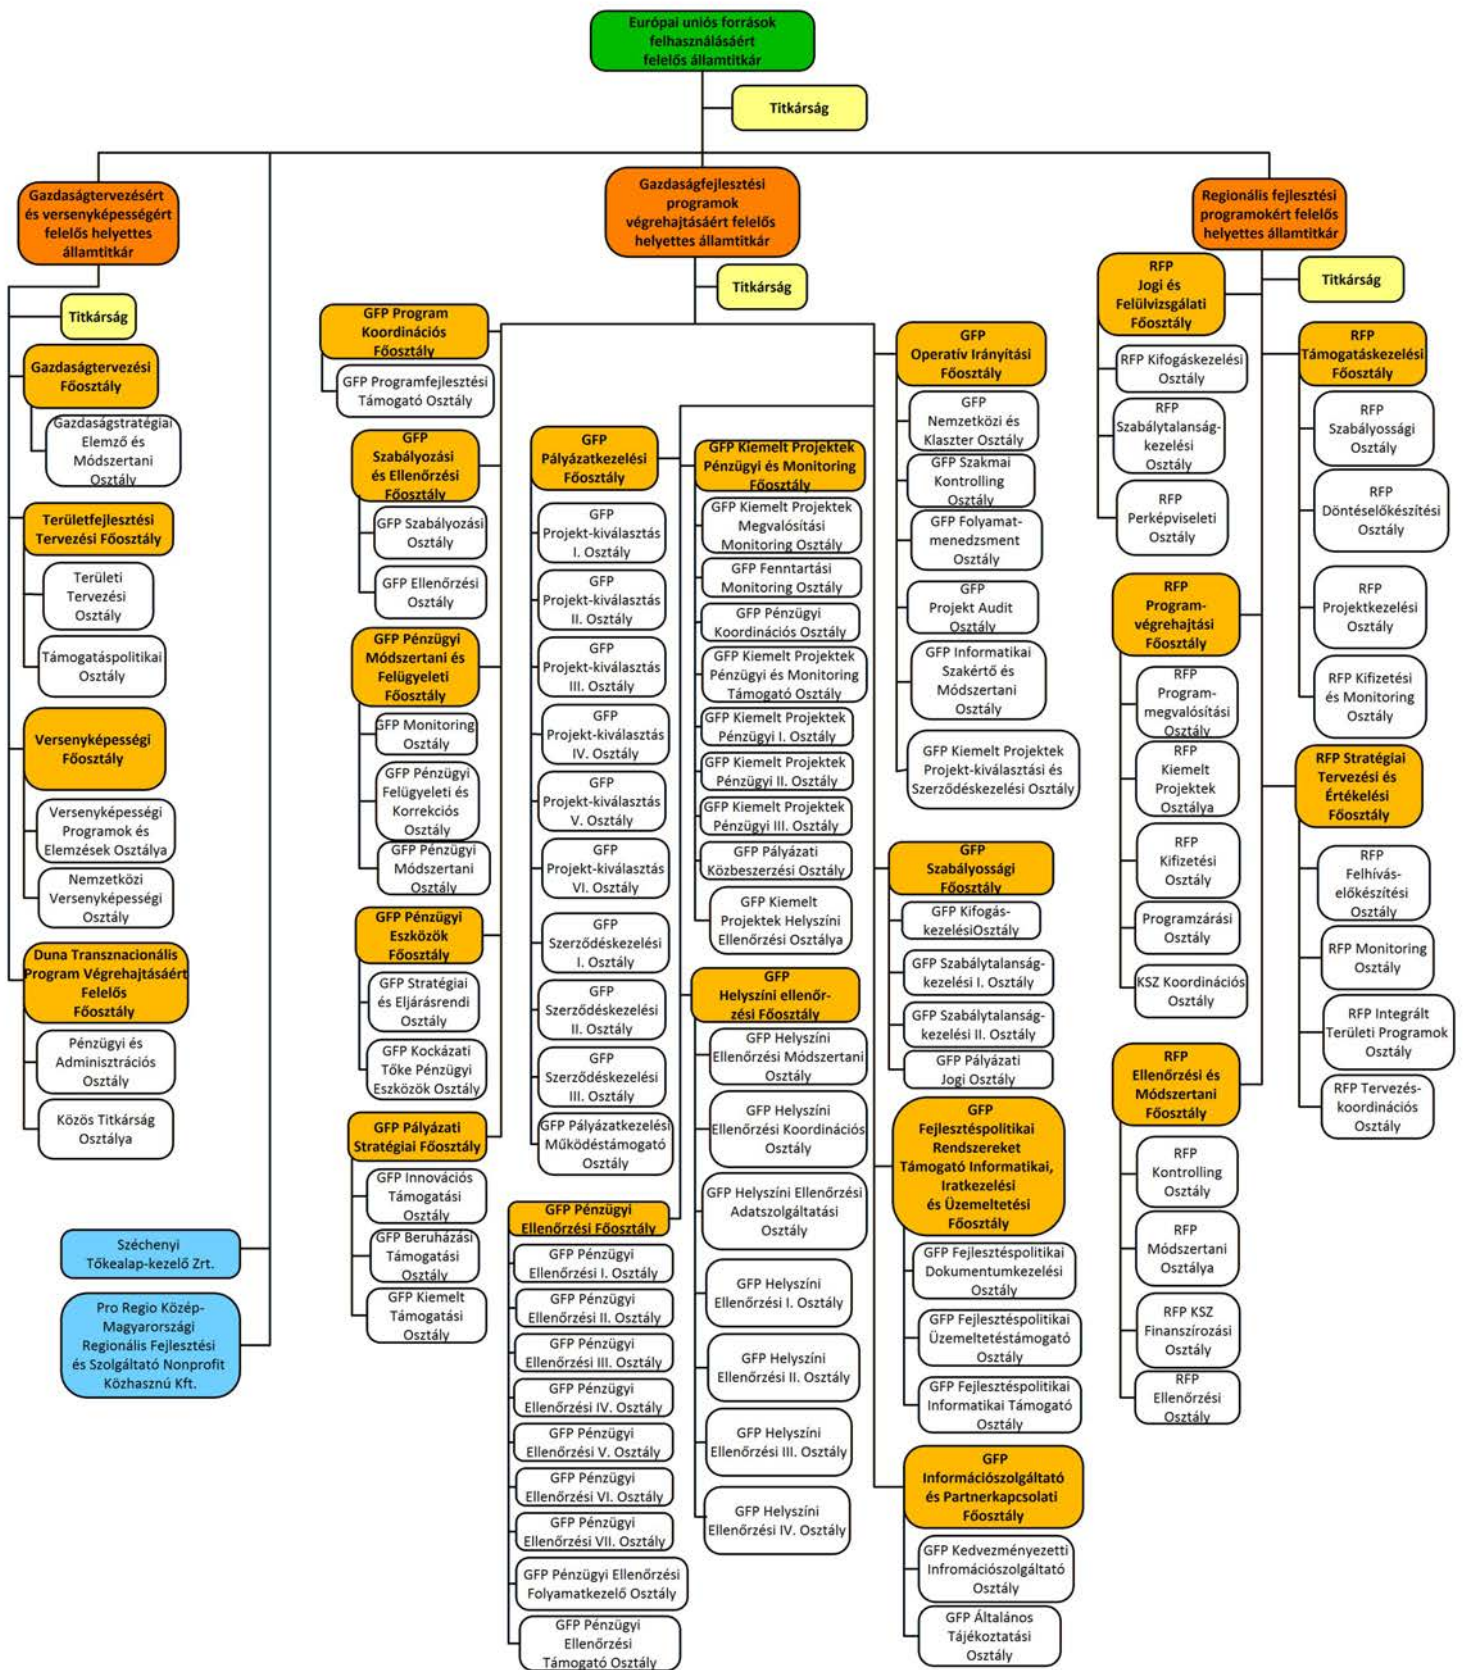 Európai uniós források
felhasználásáért
felelős államtitkár
Titkárság
Gazdaságtervezésért
és versenyképességért
felelős helyettes
államtitkár
Titkárság
Gazdaságtervezési
Főosztály
Gazdaságstratégiai
Elemző és
Módszertani
Osztály
Területfejlesztési
Tervezési Főosztály
Területi
Tervezési
Osztály
Támogatáspolitikai
Osztály
Versenyképességi
Főosztály
Versenyképességi
Programok és
Elemzések Osztálya
Nemzetközi
Versenyképességi
Osztály
Duna Transznacionális
Program Végrehajtásáért
Felelős
Főosztály
Pénzügyi és
Adminisztrációs
Osztály
Közös Titkárság
Osztálya
Széchenyi
Tőkealap-kezelő Zrt.
Pro Regio Közép-
Magyarországi
Regionális Fejlesztési
és Szolgáltató Nonprofit
Közhasznú Kft.
Gazdaságfejlesztési
programok
végrehajtásáért felelős
helyettes államtitkár
Titkárság
GFP Program
Koordinációs
Főosztály
GFP Programfejlesztési
Támogató Osztály
GFP
Szabályozási
és Ellenőrzési
Főosztály
GFP Szabályozási
Osztály
GFP Ellenőrzési
Osztály
GFP Pénzügyi
Módszertani és
Felügyeleti
Főosztály
GFP Monitoring
Osztály
GFP Pénzügyi
Felügyeleti és
Korrekciós
Osztály
GFP Pénzügyi
Módszertani
Osztály
GFP Pénzügyi
Eszközök
Főosztály
GFP Stratégiai
és Eljárásrendi
Osztály
GFP Kockázati
Tőke Pénzügyi
Eszközök Osztály
GFP Pályázati
Stratégiai Főosztály
GFP Innovációs
Támogatási
Osztály
GFP Beruházási
Támogatási
Osztály
GFP Kiemelt
Támogatási
Osztály
GFP
Pályázatkezelési
Főosztály
GFP
Projekt-kiválasztás
I. Osztály
GFP
Projekt-kiválasztás
II. Osztály
GFP
Projekt-kiválasztás
III. Osztály
GFP
Projekt-kiválasztás
IV. Osztály
GFP
Projekt-kiválasztás
V. Osztály
GFP
Projekt-kiválasztás
VI. Osztály
GFP
Szerződéskezelési
I. Osztály
GFP
Szerződéskezelési
II. Osztály
GFP
Szerződéskezelési
III. Osztály
GFP Pályázatkezelési
Működéstámogató
Osztály
GFP Pénzügyi
Ellenőrzési Főosztály
GFP Pénzügyi
Ellenőrzési I. Osztály
GFP Pénzügyi
Ellenőrzési II. Osztály
GFP Pénzügyi
Ellenőrzési III. Osztály
GFP Pénzügyi
Ellenőrzési IV. Osztály
GFP Pénzügyi
Ellenőrzési V. Osztály
GFP Pénzügyi
Ellenőrzési VI. Osztály
GFP Pénzügyi
Ellenőrzési VII. Osztály
GFP Pénzügyi Ellenőrzési
Folyamatkezelő Osztály
GFP Pénzügyi
Ellenőrzési
Támogató Osztály
GFP Kiemelt Projektek
Pénzügyi és Monitoring
Főosztály
GFP Kiemelt Projektek
Megvalósítási
Monitoring Osztály
GFP Fenntartási
Monitoring Osztály
GFP Pénzügyi
Koordinációs Osztály
GFP Kiemelt Projektek
Pénzügyi és Monitoring
Támogató Osztály
GFP Kiemelt Projektek
Pénzügyi I. Osztály
GFP Kiemelt Projektek
Pénzügyi II. Osztály
GFP Kiemelt Projektek
Pénzügyi III. Osztály
GFP Pályázati
Közbeszerzési Osztály
GFP Kiemelt
Projektek Helyszíni
Ellenőrzési Osztálya
GFP
Helyszíni ellenőr-
zési Főosztály
GFP Helyszíni
Ellenőrzési Módszertani
Osztály
GFP Helyszíni
Ellenőrzési Koordinációs
Osztály
GFP Helyszíni Ellenőrzési
Adatszolgáltatási
Osztály
GFP Helyszíni
Ellenőrzési I. Osztály
GFP Helyszíni
Ellenőrzési II. Osztály
GFP Helyszíni
Ellenőrzési III. Osztály
GFP Helyszíni
Ellenőrzési IV. Osztály
GFP
Operatív Irányítási
Főosztály
GFP
Nemzetközi és
Klaszter Osztály
GFP Szakmai
Kontrolling
Osztály
GFP Folyamat-
menedzsment
Osztály
GFP
Projekt Audit
Osztály
GFP Informatikai
Szakértő és
Módszertani
Osztály
GFP Kiemelt Projektek
Projekt-kiválasztási és
Szerződéskezelési Osztály
GFP
Szabályossági
Főosztály
GFP Kifogás-
kezelésiOsztály
GFP Szabálytalanság-
kezelési I. Osztály
GFP Szabálytalanság-
kezelési II. Osztály
GFP Pályázati
Jogi Osztály
GFP
Fejlesztéspolitikai
Rendszereket
Támogató Informatikai,
Iratkezelési
és Üzemeltetési
Főosztály
GFP Fejlesztéspolitikai
Dokumentumkezelési
Osztály
GFP Fejlesztéspolitikai
Üzemeltetéstámogató
Osztály
GFP Fejlesztéspolitikai
Informatikai Támogató
Osztály
GFP
Információszolgáltató
és Partnerkapcsolati
Főosztály
GFP Kedvezményezetti
Infromációszolgáltató
Osztály
GFP Általános
Tájékoztatási
Osztály
Regionális fejlesztési
programokért felelős
helyettes államtitkár
Titkárság
RFP
Jogi és
Felülvizsgálati
Főosztály
RFP Kifogáskezelési
Osztály
RFP
Szabálytalanság-
kezelési
Osztály
RFP
Perképviseleti
Osztály
RFP
Program-
végrehajtási
Főosztály
RFP
Program-
megvalósítási
Osztály
RFP
Kiemelt
Projektek
Osztálya
RFP
Kifizetési
Osztály
Programzárási
Osztály
KSZ Koordinációs
Osztály
RFP
Ellenőrzési és
Módszertani
Főosztály
RFP
Kontrolling
Osztály
RFP
Módszertani
Osztálya
RFP KSZ
Finanszírozási
Osztály
RFP
Ellenőrzési
Osztály
RFP
Támogatáskezelési
Főosztály
RFP
Szabályossági
Osztály
RFP
Döntéselőkészítési
Osztály
RFP
Projektkezelési
Osztály
RFP Kifizetési
és Monitoring
Osztály
RFP Stratégiai
Tervezési és
Értékelési
Főosztály
RFP
Felhívás-
előkészítési
Osztály
RFP Monitoring
Osztály
RFP Integrált
Területi Programok
Osztály
RFP Tervezés-
koordinációs
Osztály